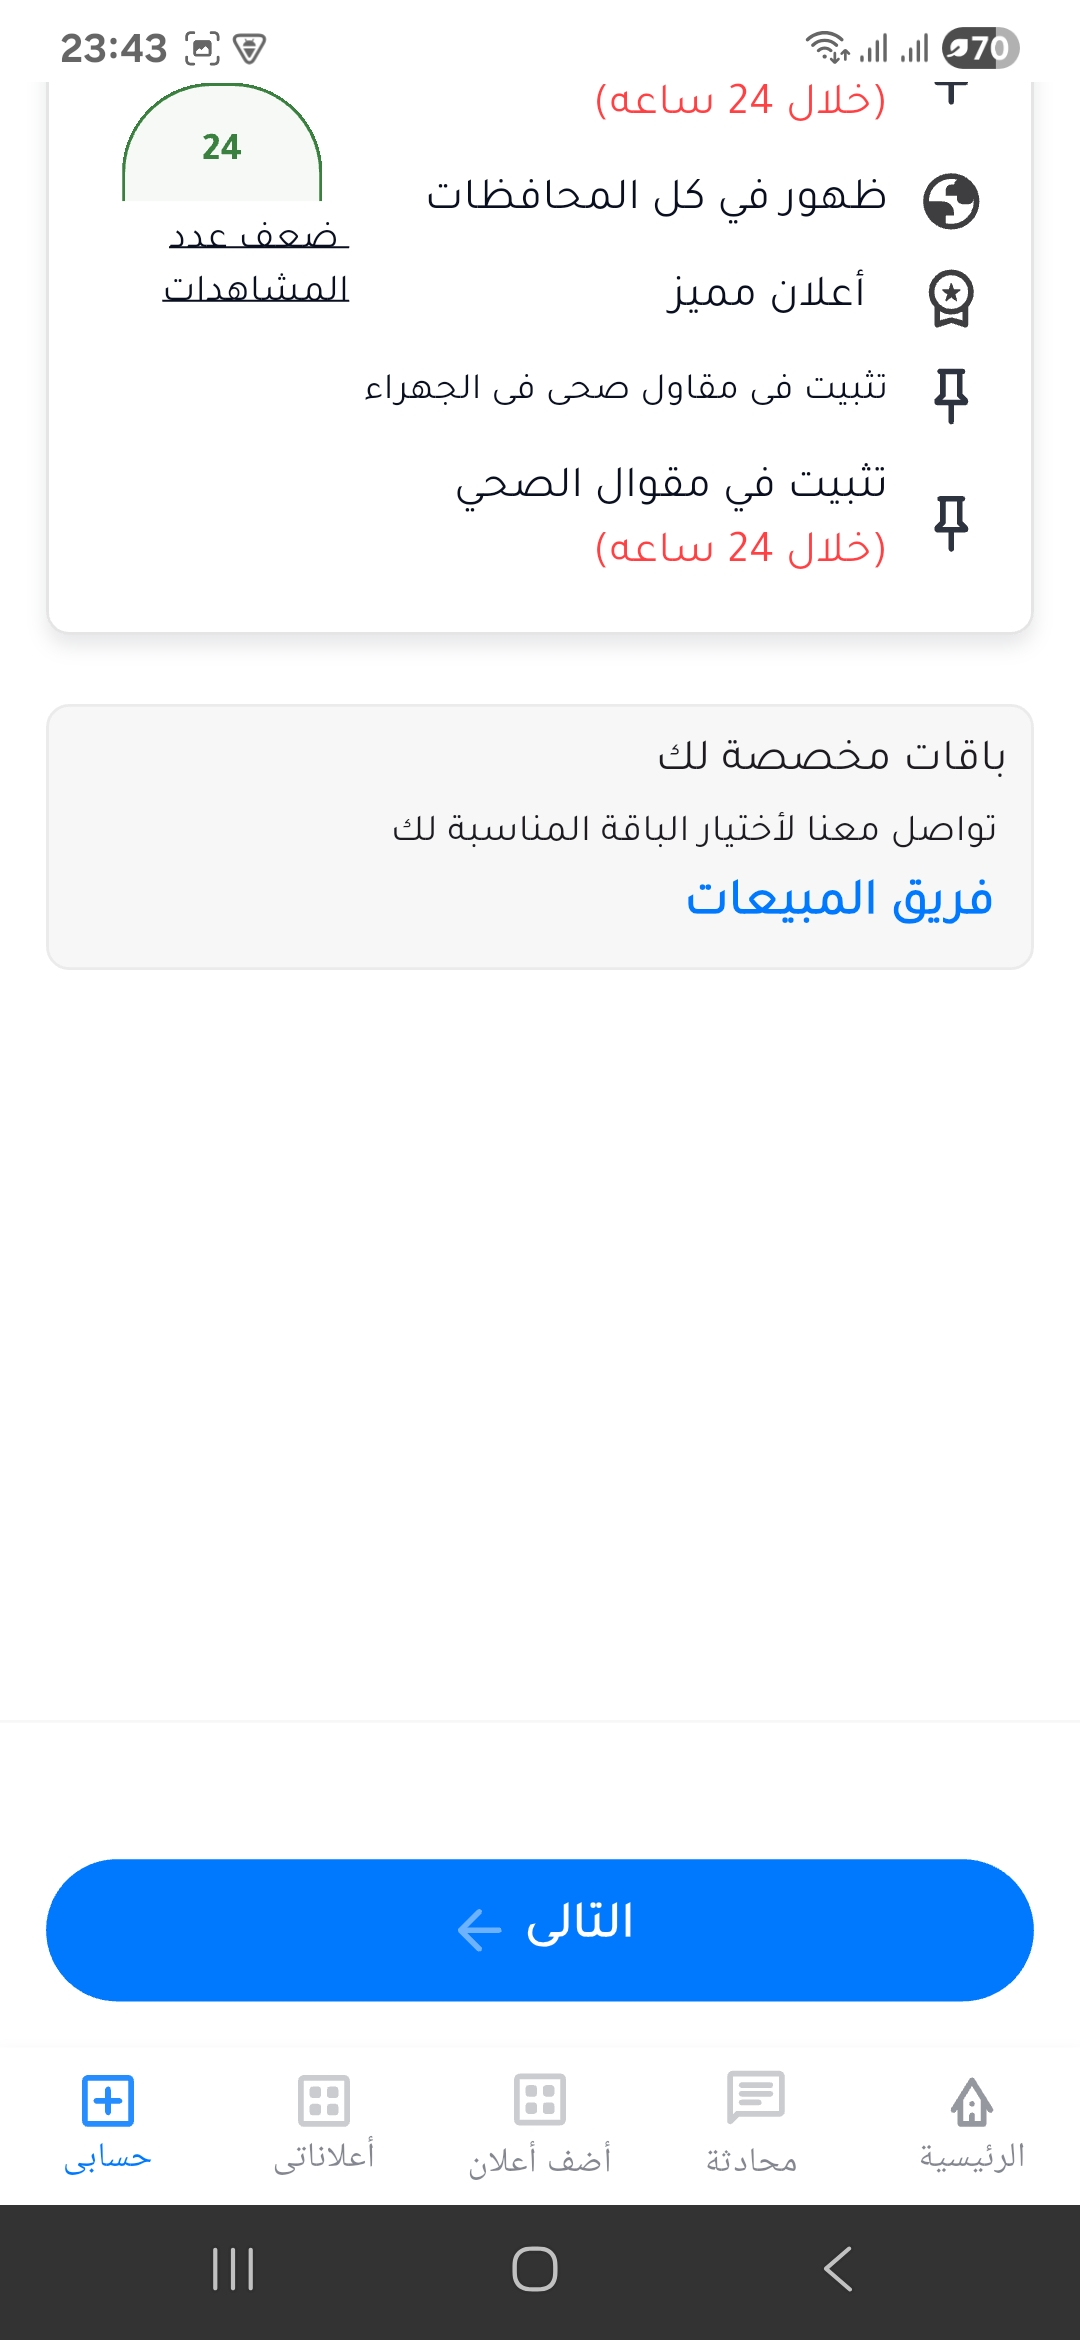 23:43
70
(خلال 24 ساعه)
24
ظهور في كل المحافظات
ضعف عدد
المشاهدات
أعلان مميز
تثبيت فى مقاول صحى فى الجهراء
تثبيت في مقوال الصحي
(خلال 24 ساعه)
باقات مخصصة لك
تواصل معنا لأختيار الباقة المناسبة لك
فريق المبيعات
التالى
الرئيسية
محادثة
أضف أعلان
أعلاناتى
حسابى